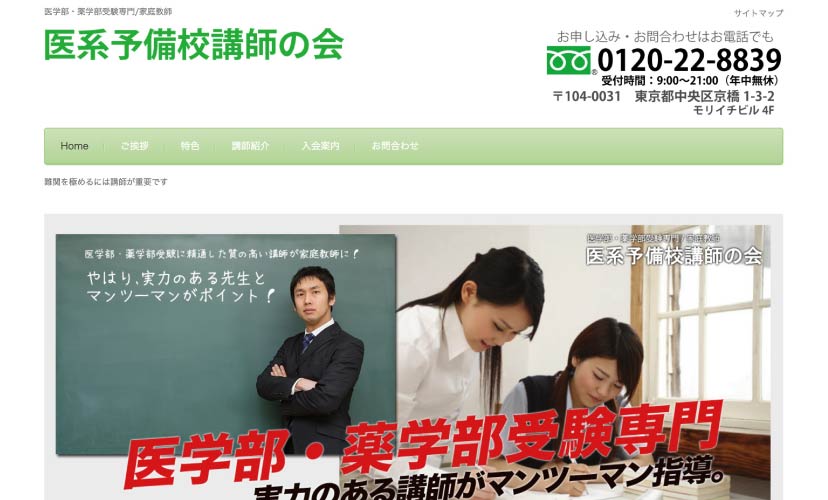 医学部・薬学部受験専門/家庭教師
サイトマップ
医系予備校講師の会
お申し込み・お問合わせはお電話でも
0120-22-8839
受付時間：9:00〜21:00（年中無休）
〒104-0031　東京都中央区京橋 1-3-2
モリイチビル 4F
Home
ご挨拶
特色
講師紹介
入会案内
お問合わせ
難関を極めるには講師が重要です
医学部・薬学部受験に精通した質の高い講師が家庭教師に！
やはり、実力のある先生と
マンツーマンがポイント！
医学部・薬学部受験専門 / 家庭教師
医系予備校講師の会
医学部・薬学部受験専門
実力のある講師がマンツーマン指導。